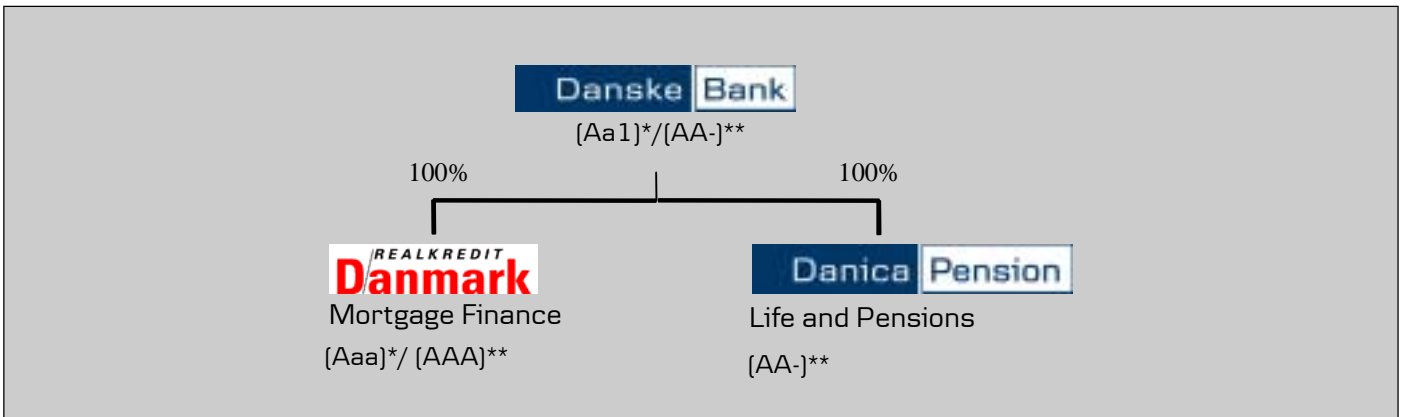 Danske Bank
(Aa1)*/(AA-)**
100%
100%
REALKREDIT
Danmark
Mortgage Finance
(Aaa)*/ (AAA)**
Danica Pension
Life and Pensions
(AA-)**